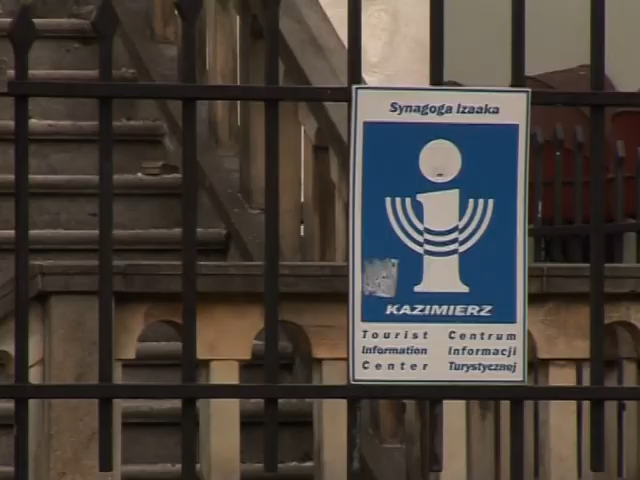 Synagoga Izaaka
KAZIMIERZ
Tourist
Information
Center
Centrum
Informacji
Turystycznej